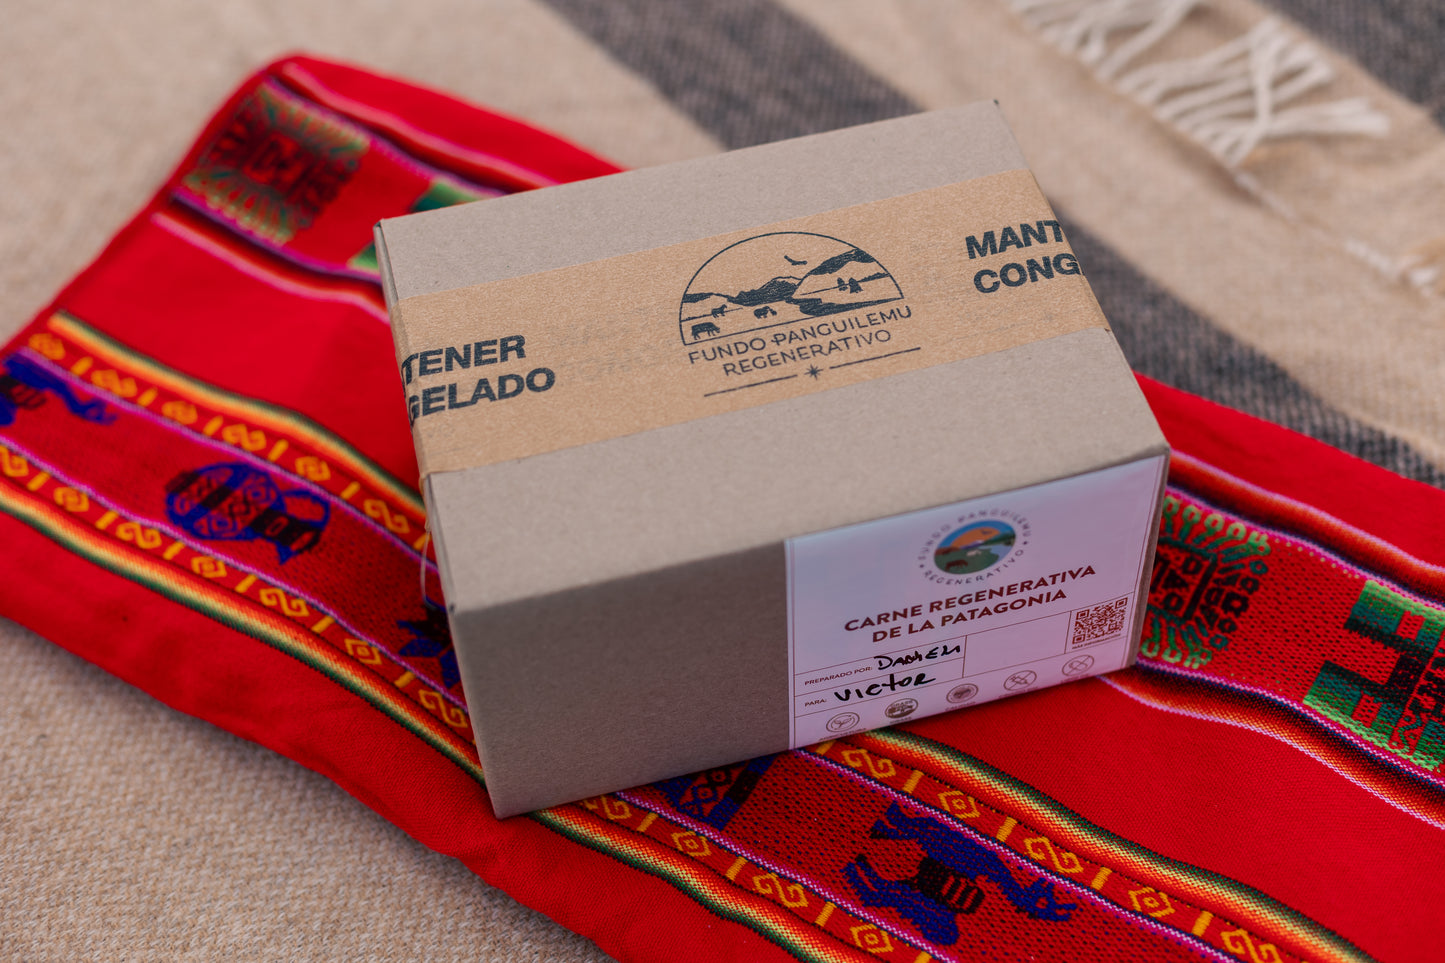 TENER
GELADO
FUNDO PANGUILEMU
REGENERATIVO
MANT
CONG
FUNDO PANGUILEMU
REGENERATIVO
CARNE REGENERATIVA
DE LA PATAGONIA
PREPARADO POR:
PARA: VICTOR